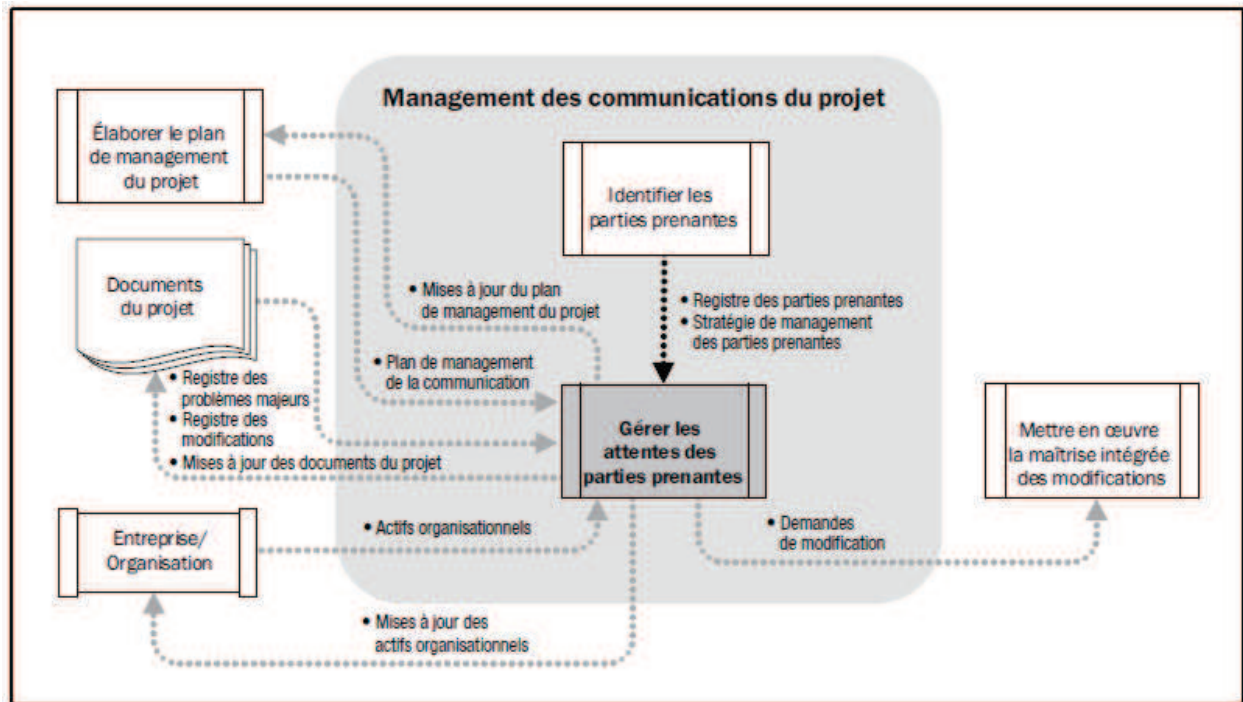 Management des communications du projet
Élaborer le plan
de management
du projet
Identifier les
parties prenantes
Documents
du projet
• Mises à jour du plan
de management du projet
• Registre des parties prenantes
• Stratégie de management
des parties prenantes
• Plan de management
de la communication
• Registre des
problèmes majeurs
• Registre des
modifications
• Mises à jour des documents du projet
Gérer les
attentes des
parties prenantes
Mettre en œuvre
la maîtrise intégrée
des modifications
Entreprise/
Organisation
• Actifs organisationnels
• Demandes
de modification
• Mises à jour des
actifs organisationnels